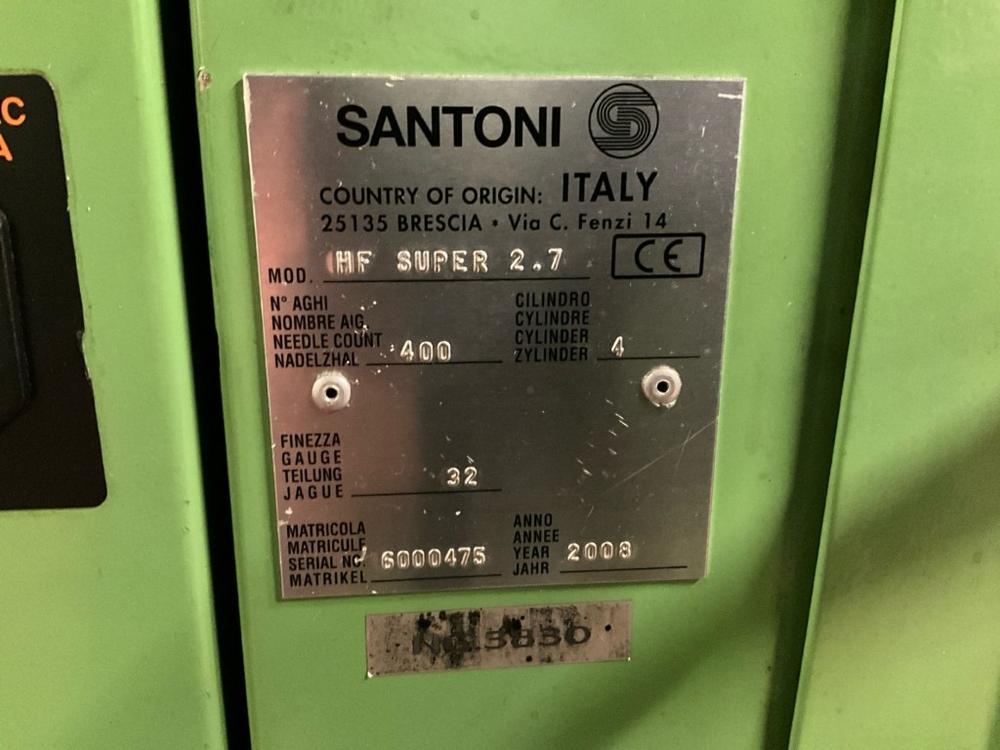 C
A
SANTONI
COUNTRY OF ORIGIN: ITALY
25135 BRESCIA • Via C. Fenzi 14
MOD. HF SUPER 2.7 CE
N° AGHI
NOMBRE AIG.
NEEDLE COUNT
NADELZHAL 400
CILINDRO
CYLINDRE
CYLINDER
ZYLINDER 4
FINEZZA
GAUGE
TEILUNG
JAGUE 32
MATRICOLA
MATRICULE
SERIAL NO.
MATRIKEL 6000475
ANNO
ANNEE
YEAR
JAHR 2008
No.3830